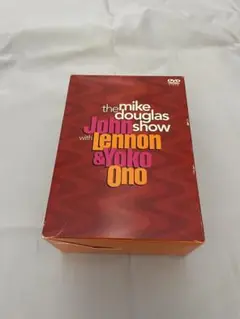 DVD
the mike
douglas
John show
with Lennon
& Yoko
Ono